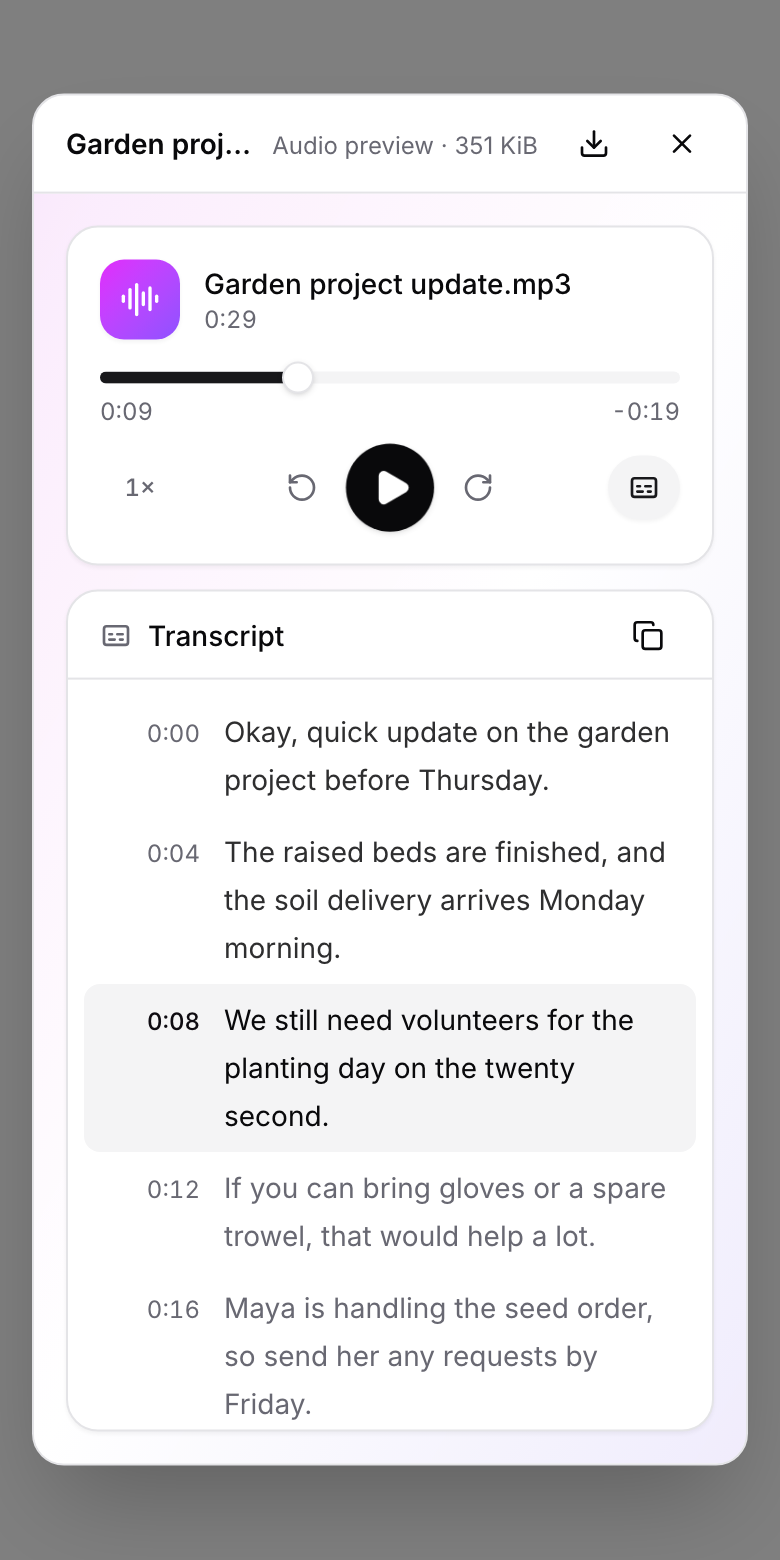 Garden proj... Audio preview · 351 KiB
Garden project update.mp3
0:29
0:09 -0:19
1×
Transcript
0:00 Okay, quick update on the garden
project before Thursday.
0:04 The raised beds are finished, and
the soil delivery arrives Monday
morning.
0:08 We still need volunteers for the
planting day on the twenty
second.
0:12 If you can bring gloves or a spare
trowel, that would help a lot.
0:16 Maya is handling the seed order,
so send her any requests by
Friday.